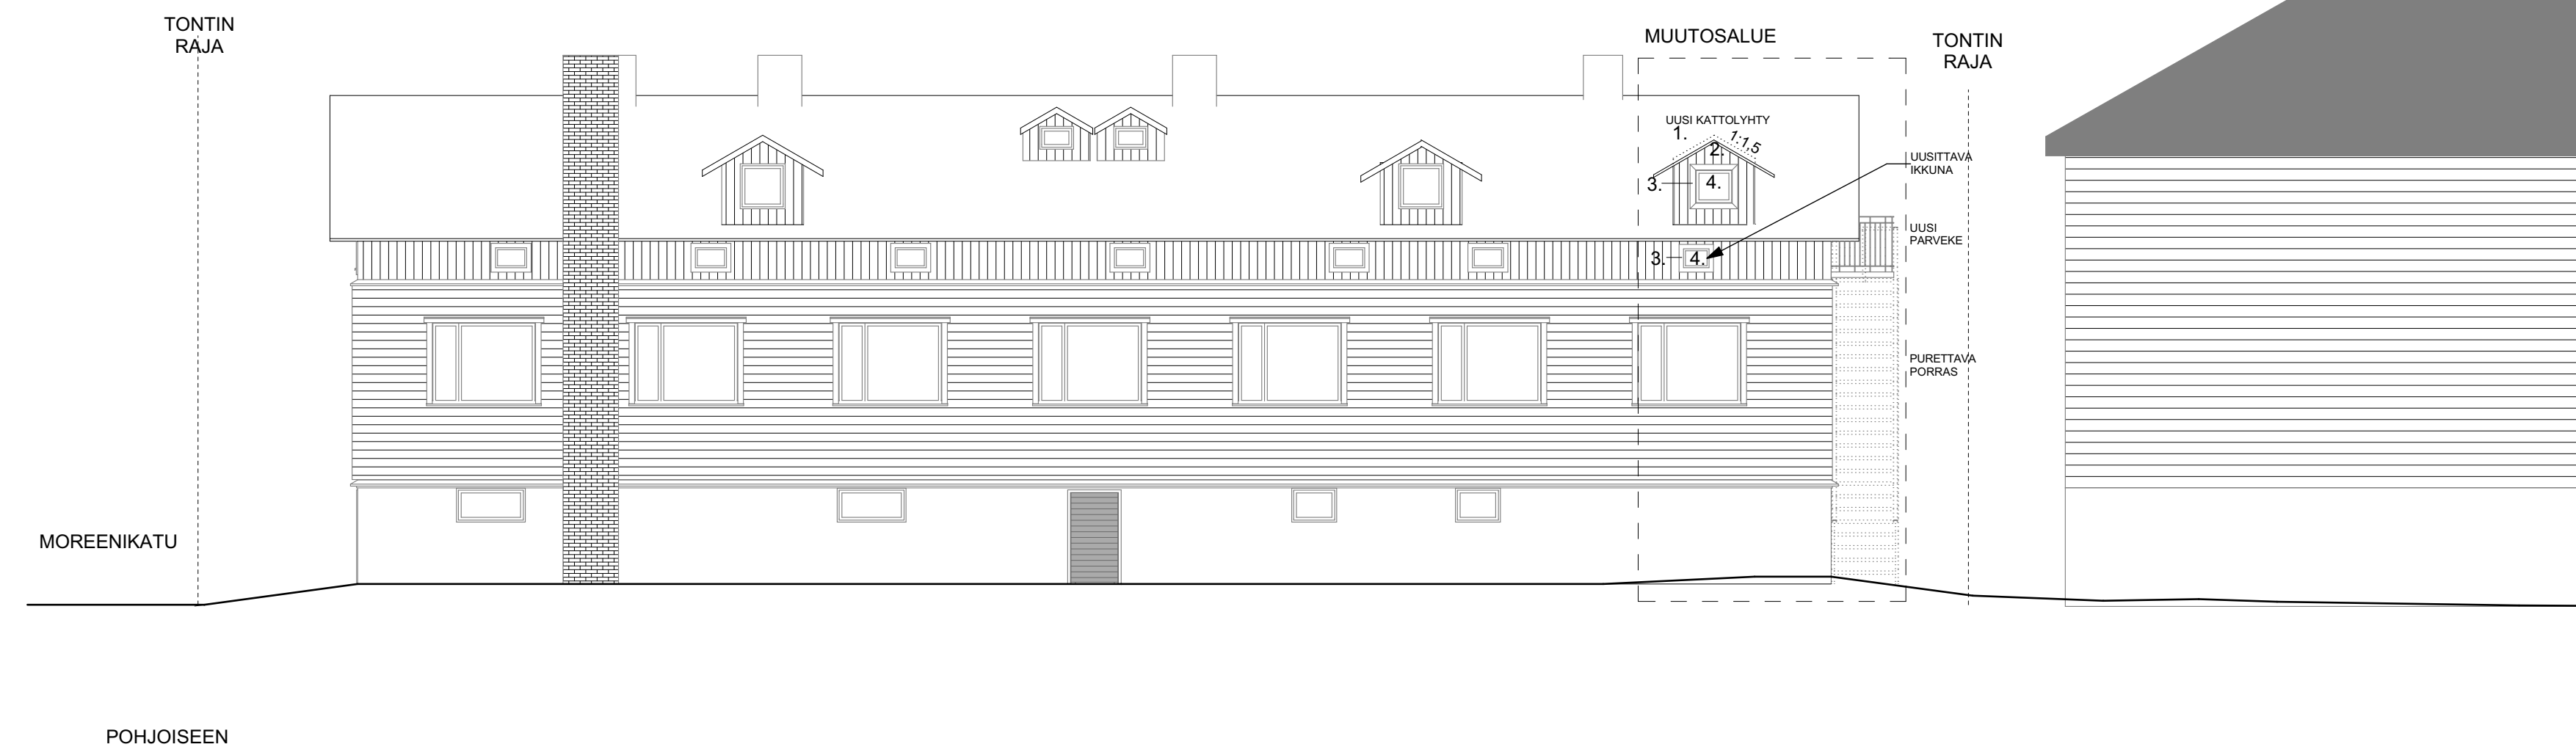 TONTIN
RAJA
MUUTOSALUE
TONTIN
RAJA
UUSI KATTOLYHTY
1.
1:1,5
2.
UUSITTAVA
IKKUNA
3.
4.
UUSI
PARVEKE
3.
4.
PURETTAVA
PORRAS
MOREENIKATU
POHJOISEEN